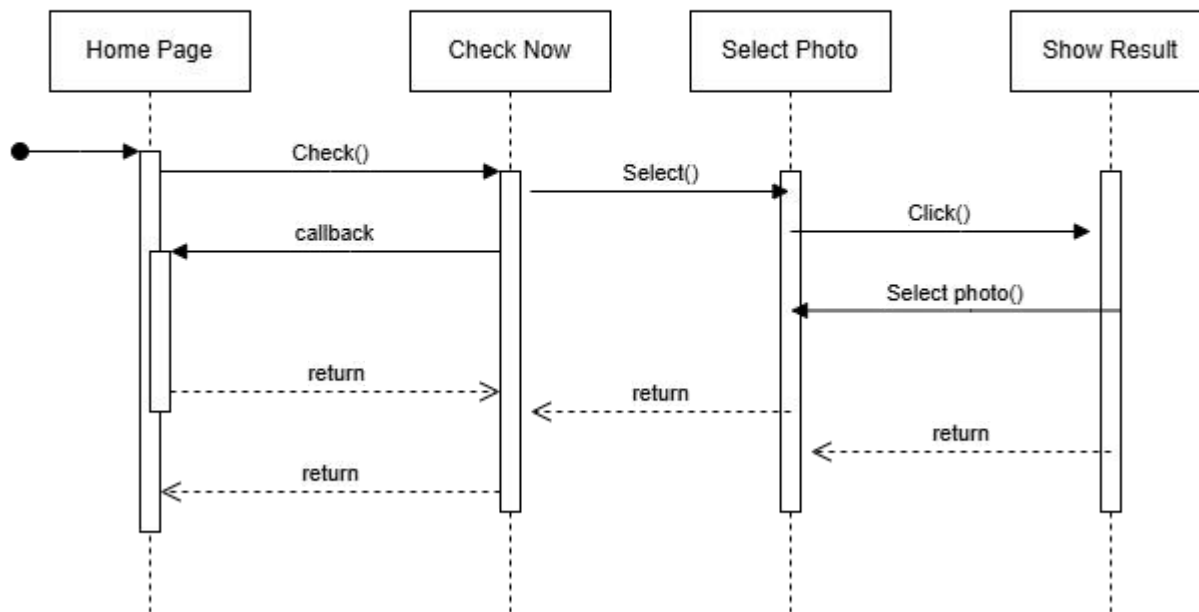 Home Page
Check Now
Select Photo
Show Result
Check()
Select()
Click()
callback
Select photo()
return
return
return
return